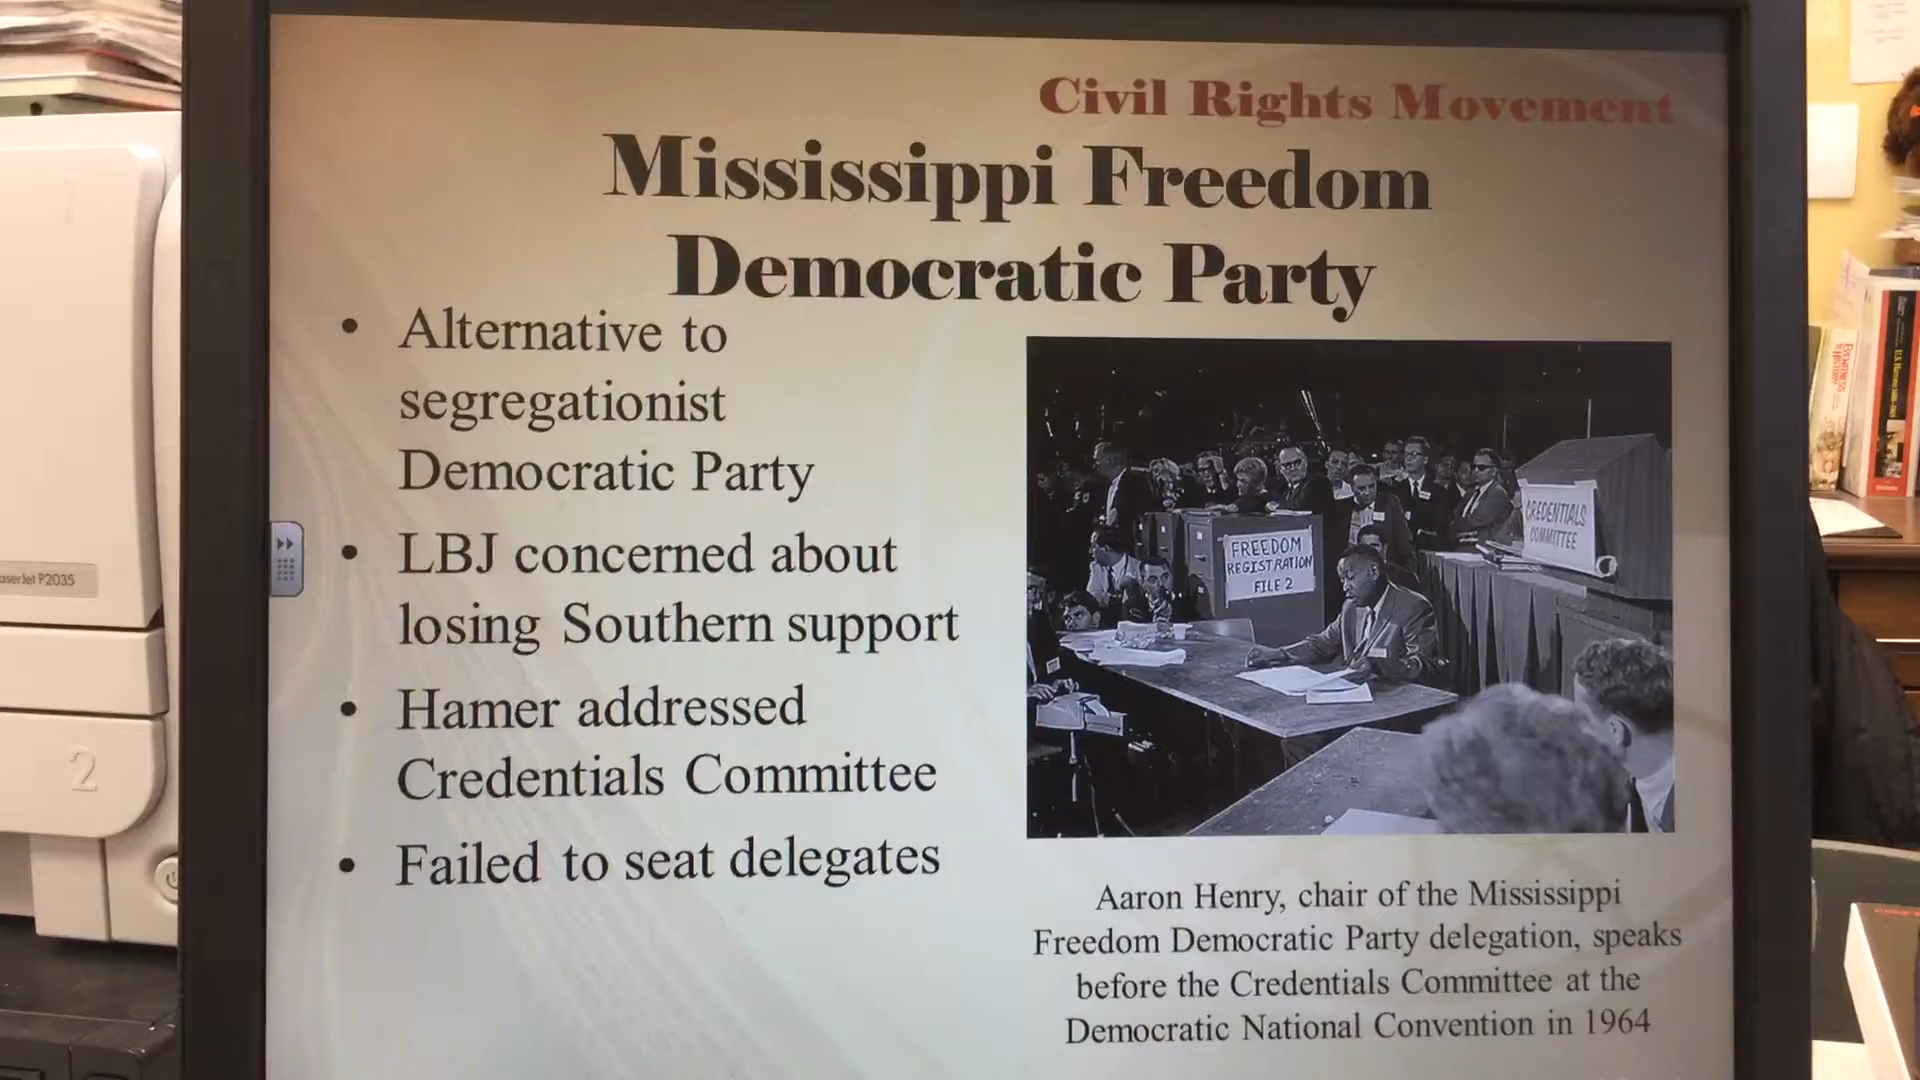 Civil Rights Movement
Mississippi Freedom
Democratic Party
• Alternative to
segregationist
Democratic Party
• LBJ concerned about
losing Southern support
• Hamer addressed
Credentials Committee
• Failed to seat delegates
FREEDOM
REGISTRATION
FILE 2
CREDENTIALS
COMMITTEE
Aaron Henry, chair of the Mississippi
Freedom Democratic Party delegation, speaks
before the Credentials Committee at the
Democratic National Convention in 1964
aserJet P2035
2